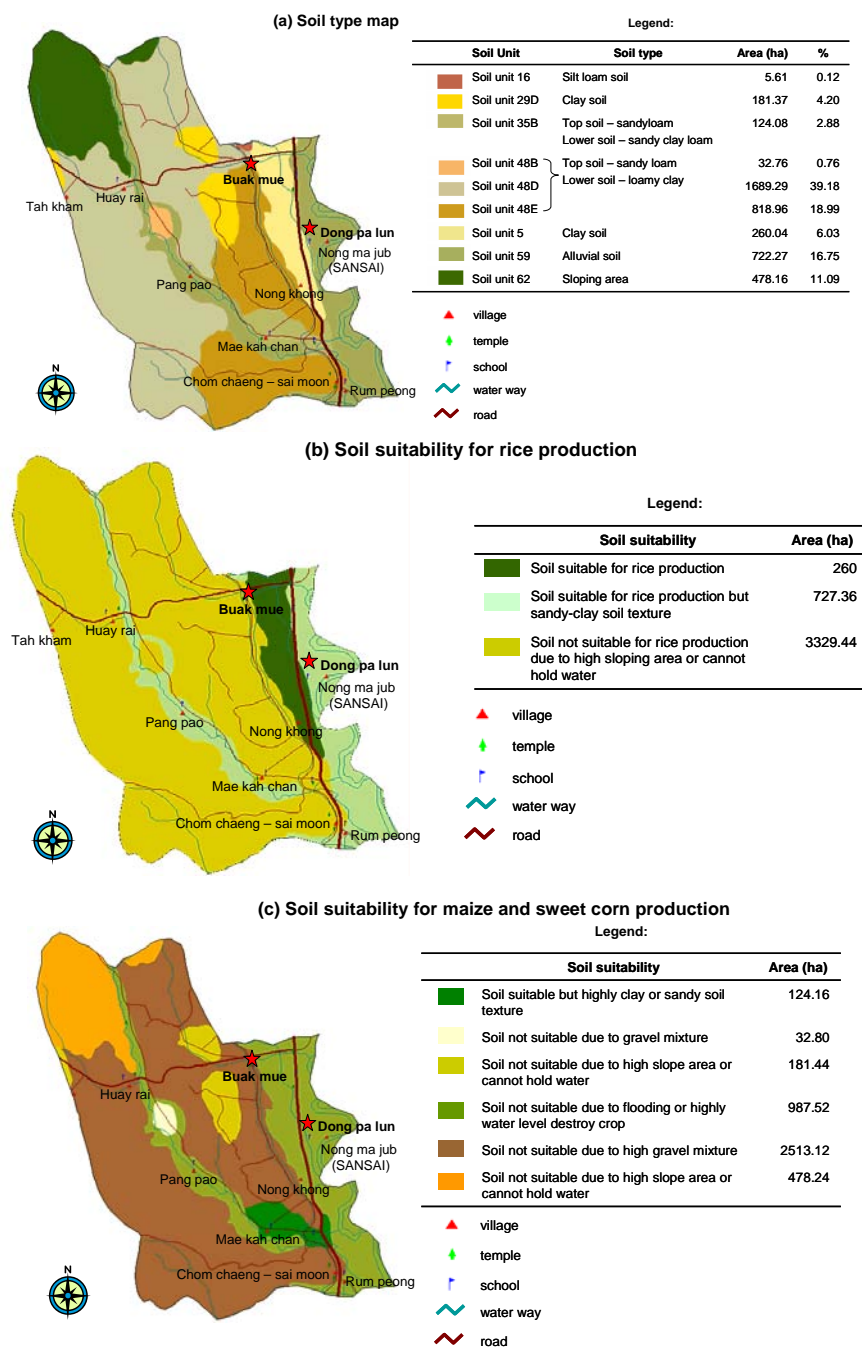 (a) Soil type map
Legend:
Soil Unit Soil type Area (ha) %
Soil unit 16 Silt loam soil 5.61 0.12
Soil unit 29D Clay soil 181.37 4.20
Soil unit 35B Top soil – sandyloam 124.08 2.88
Lower soil – sandy clay loam
Soil unit 48B Top soil – sandy loam 32.76 0.76
Soil unit 48D Lower soil – loamy clay 1689.29 39.18
Soil unit 48E 818.96 18.99
Soil unit 5 Clay soil 260.04 6.03
Soil unit 59 Alluvial soil 722.27 16.75
Soil unit 62 Sloping area 478.16 11.09
village
temple
school
water way
road
Buak mue
Huay rai
Tah kham
Dong pa lun
Nong ma jub
(SANSAI)
Pang pao
Nong khong
Mae kah chan
Chom chaeng – sai moon
Rum peong
N
(b) Soil suitability for rice production
Legend:
Soil suitability Area (ha)
Soil suitable for rice production 260
Soil suitable for rice production but 727.36
sandy-clay soil texture
Soil not suitable for rice production 3329.44
due to high sloping area or cannot
hold water
village
temple
school
water way
road
Buak mue
Huay rai
Tah kham
Dong pa lun
Nong ma jub
(SANSAI)
Pang pao
Nong khong
Mae kah chan
Chom chaeng – sai moon
Rum peong
N
(c) Soil suitability for maize and sweet corn production
Legend:
Soil suitability Area (ha)
Soil suitable but highly clay or sandy soil 124.16
texture
Soil not suitable due to gravel mixture 32.80
Soil not suitable due to high slope area or 181.44
cannot hold water
Soil not suitable due to flooding or highly 987.52
water level destroy crop
Soil not suitable due to high gravel mixture 2513.12
Soil not suitable due to high slope area or 478.24
cannot hold water
village
temple
school
water way
road
Buak mue
Huay rai
Dong pa lun
Nong ma jub
(SANSAI)
Pang pao
Nong khong
Mae kah chan
Chom chaeng – sai moon
Rum peong
N